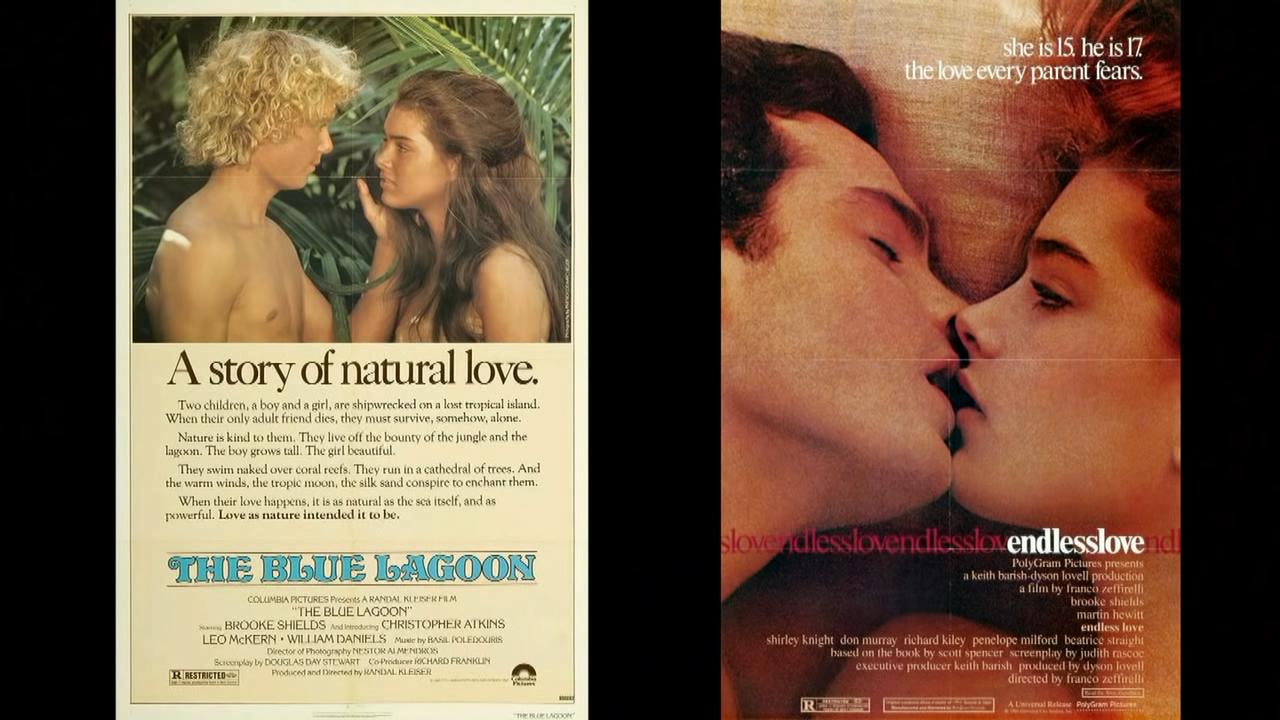 A story of natural love.
Two children, a boy and a girl, are shipwrecked on a lost tropical island.
When their only adult friend dies, they must survive, somehow, alone.
Nature is kind to them. They live off the bounty of the jungle and the
lagoon. The boy grows tall. The girl beautiful.
They swim naked over coral reefs. They run in a cathedral of trees. And
the warm winds, the tropic moon, the silk sand conspire to enchant them.
When their love happens, it is as natural as the sea itself, and as
powerful. Love as nature intended it to be.
THE BLUE LAGOON
COLUMBIA PICTURES Presents A RANDAL KLEISER FILM
"THE BLUE LAGOON"
Starring BROOKE SHIELDS And Introducing CHRISTOPHER ATKINS
LEO McKERN • WILLIAM DANIELS Music by BASIL POLEDOURIS
Director of Photography NESTOR ALMENDROS
Screenplay by DOUGLAS DAY STEWART Co-Producer RICHARD FRANKLIN
Produced and Directed by RANDAL KLEISER
R RESTRICTED
Columbia
Pictures
"THE BLUE LAGOON"
she is 15. he is 17.
the love every parent fears.
slovendlesslovendlesslovendlesslovendl
PolyGram Pictures presents
a keith barish-dyson lovell production
a film by franco zeffirelli
brooke shields
martin hewitt
endless love
shirley knight don murray richard kiley penelope milford beatrice straight
based on the book by scott spencer screenplay by judith rascoe
executive producer keith barish produced by dyson lovell
directed by franco zeffirelli
R RESTRICTED
A Universal Release PolyGram Pictures